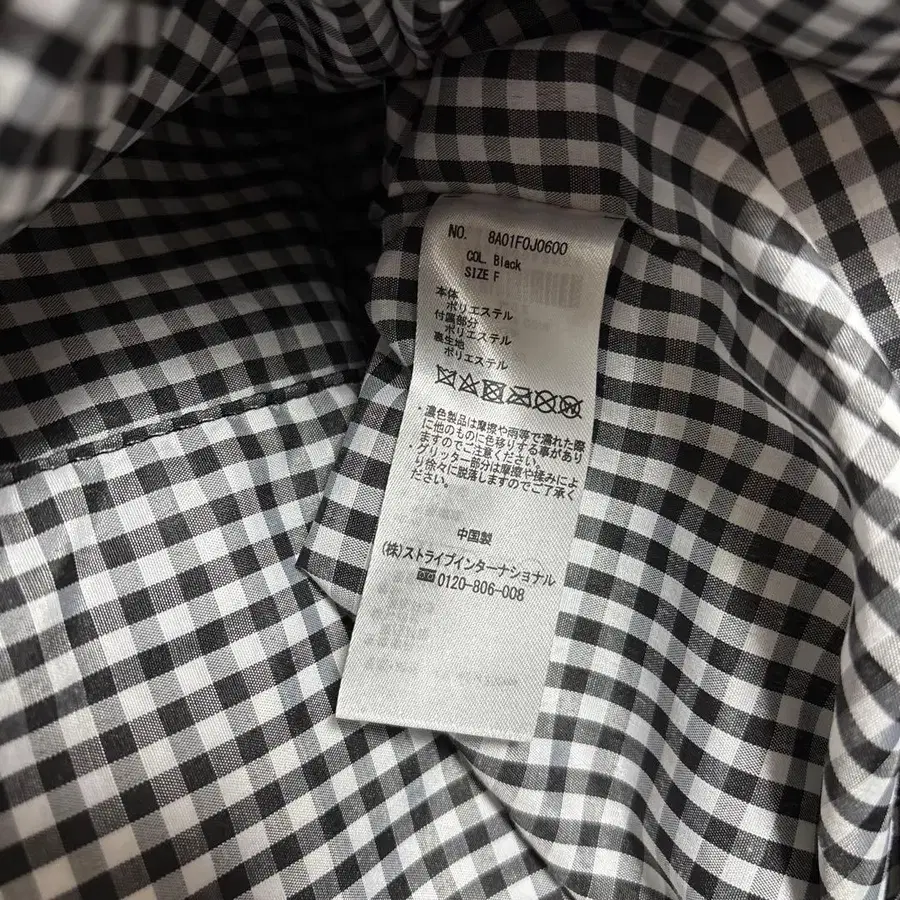 NO. 8A01F0J0600
COL. Black
SIZE F
本体
ポリエステル
付属部分
ポリエステル
裏生地
ポリエステル
・濃色製品は摩擦や雨等で濡れた際
に他のものに色移りする事があり
ますのでご注意ください。
・グリッター部分は摩擦や揉みによ
り徐々に脱落しますのでご了承く
ださい。
中国製
(株)ストライプインターナショナル
0120-806-008